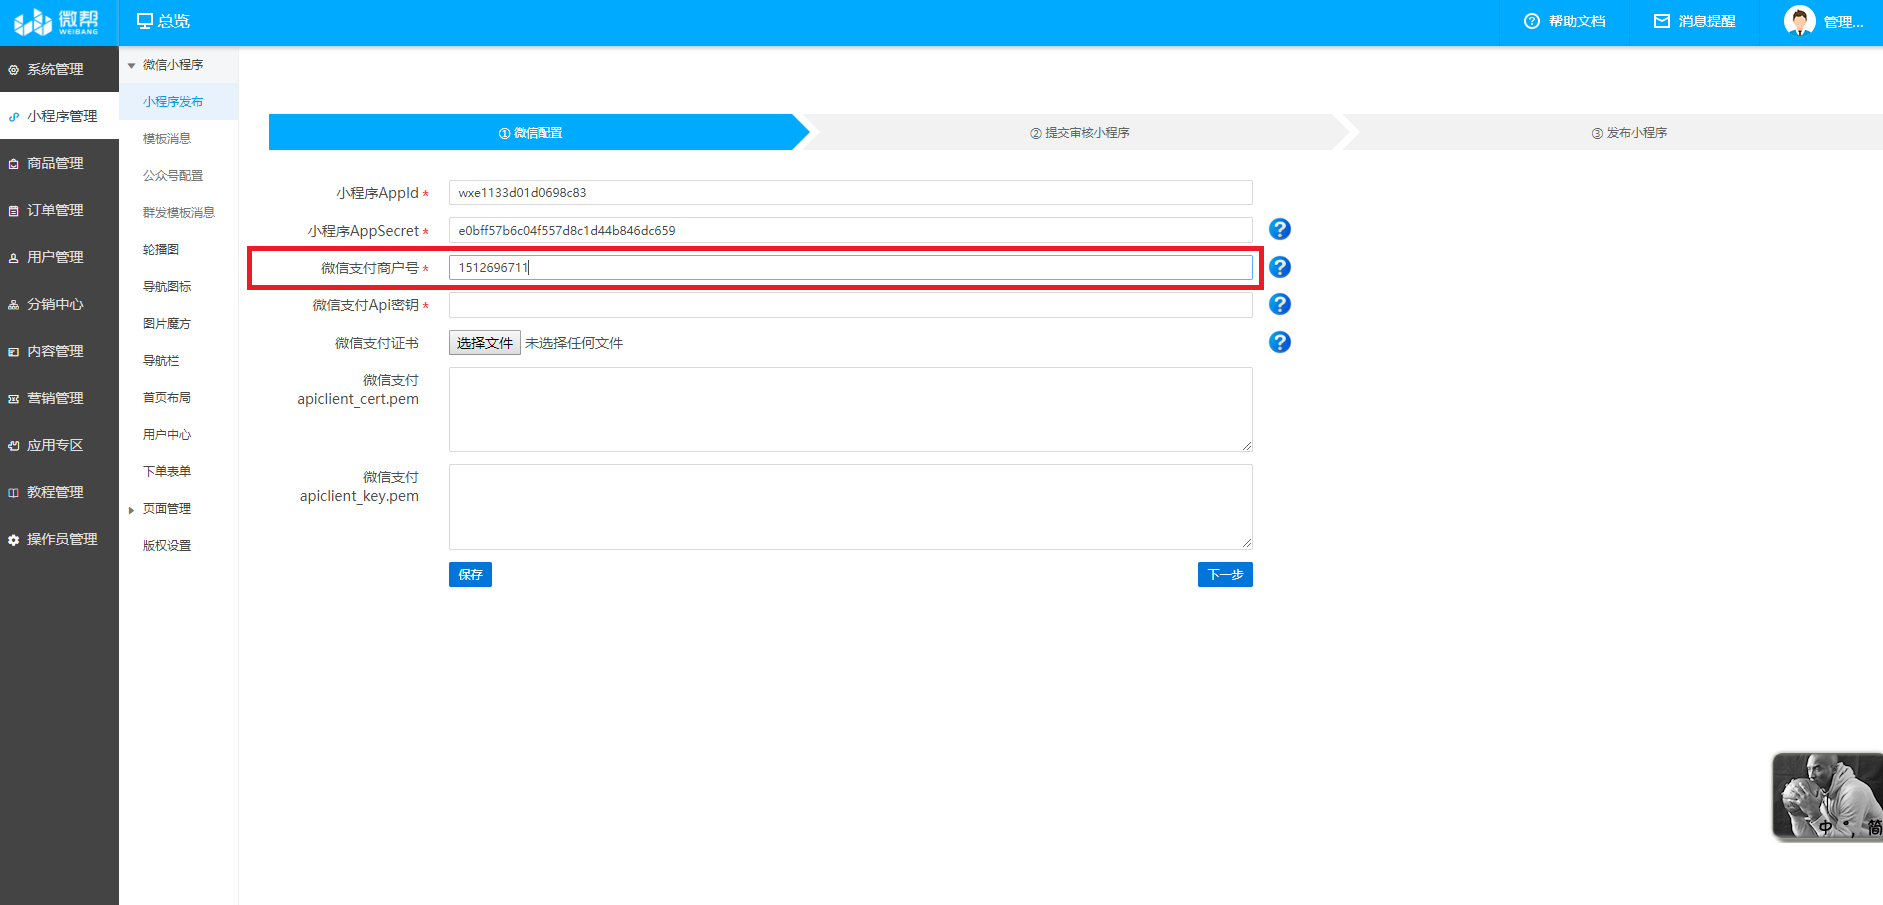 微帮
WEIBANG
总览
帮助文档
消息提醒
管理...
系统管理
小程序管理
商品管理
订单管理
用户管理
分销中心
内容管理
营销管理
应用专区
教程管理
操作员管理
微信小程序
小程序发布
模板消息
公众号配置
群发模板消息
轮播图
导航图标
图片魔方
导航栏
首页布局
用户中心
下单表单
页面管理
版权设置
① 微信配置
② 提交审核小程序
③ 发布小程序
小程序AppId * wxe1133d01d0698c83
小程序AppSecret * e0bff57b6c04f557d8c1d44b846dc659
微信支付商户号 * 1512696711
微信支付Api密钥 *
微信支付证书 选择文件 未选择任何文件
微信支付
apiclient_cert.pem
微信支付
apiclient_key.pem
保存
下一步
中 °, 简